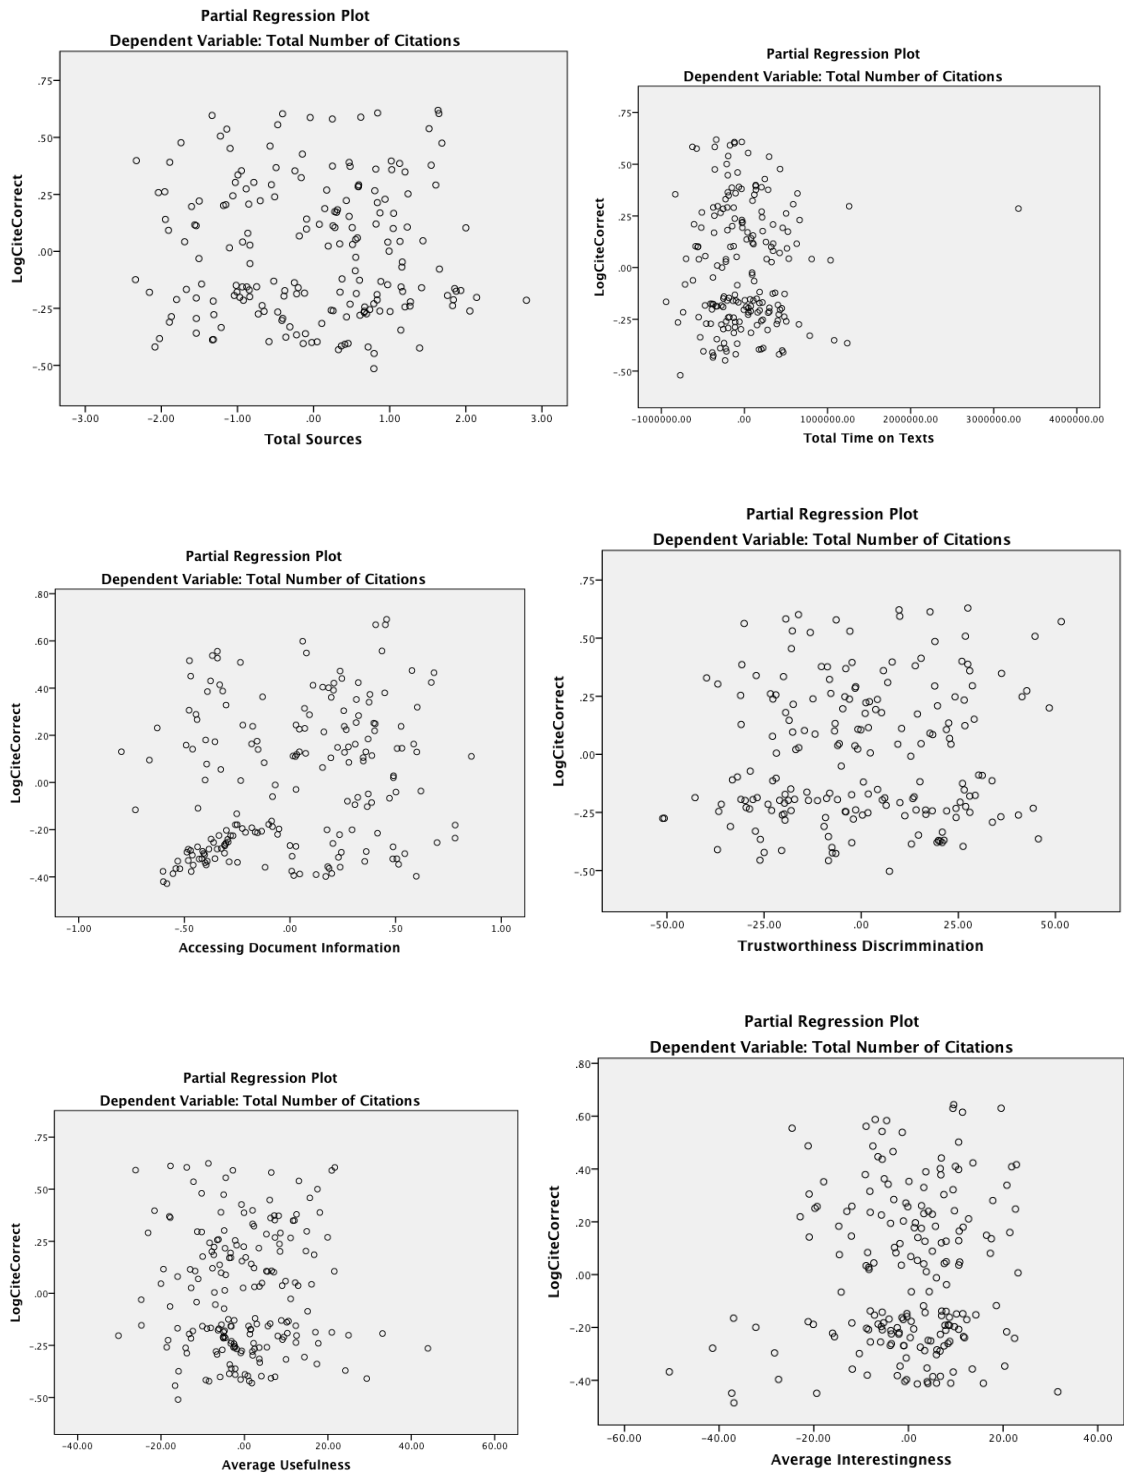 Partial Regression Plot
Dependent Variable: Total Number of Citations
.75
.50
.25
.00
-.25
-.50
LogCiteCorrect
-3.00 -2.00 -1.00 .00 1.00 2.00 3.00
Total Sources
Partial Regression Plot
Dependent Variable: Total Number of Citations
.75
.50
.25
.00
-.25
-.50
LogCiteCorrect
-1000000.00 .00 1000000.00 2000000.00 3000000.00 4000000.00
Total Time on Texts
Partial Regression Plot
Dependent Variable: Total Number of Citations
.80
.60
.40
.20
.00
-.20
-.40
LogCiteCorrect
-1.00 -.50 .00 .50 1.00
Accessing Document Information
Partial Regression Plot
Dependent Variable: Total Number of Citations
.75
.50
.25
.00
-.25
-.50
LogCiteCorrect
-50.00 -25.00 .00 25.00 50.00
Trustworthiness Discrimmination
Partial Regression Plot
Dependent Variable: Total Number of Citations
.75
.50
.25
.00
-.25
-.50
LogCiteCorrect
-40.00 -20.00 .00 20.00 40.00 60.00
Average Usefulness
Partial Regression Plot
Dependent Variable: Total Number of Citations
.80
.60
.40
.20
.00
-.20
-.40
LogCiteCorrect
-60.00 -40.00 -20.00 .00 20.00 40.00
Average Interestingness